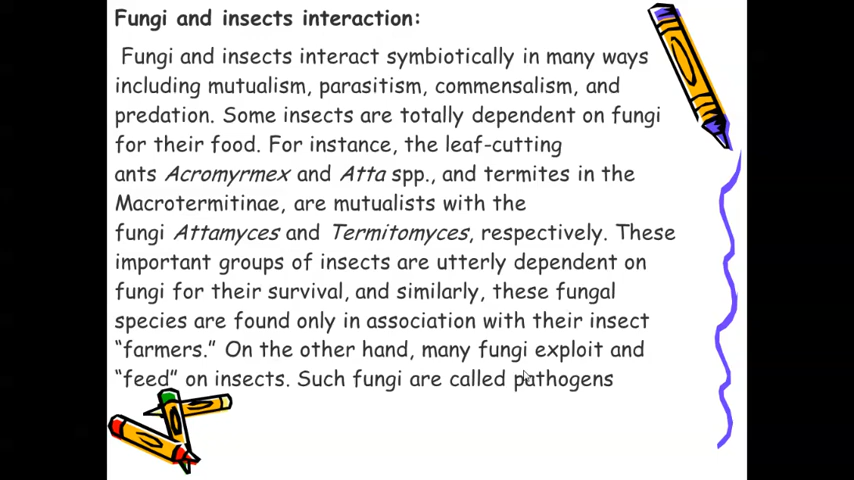 Fungi and insects interaction:
Fungi and insects interact symbiotically in many ways
including mutualism, parasitism, commensalism, and
predation. Some insects are totally dependent on fungi
for their food. For instance, the leaf-cutting
ants Acromyrmex and Atta spp., and termites in the
Macrotermitinae, are mutualists with the
fungi Attamyces and Termitomyces, respectively. These
important groups of insects are utterly dependent on
fungi for their survival, and similarly, these fungal
species are found only in association with their insect
“farmers.” On the other hand, many fungi exploit and
“feed” on insects. Such fungi are called pathogens